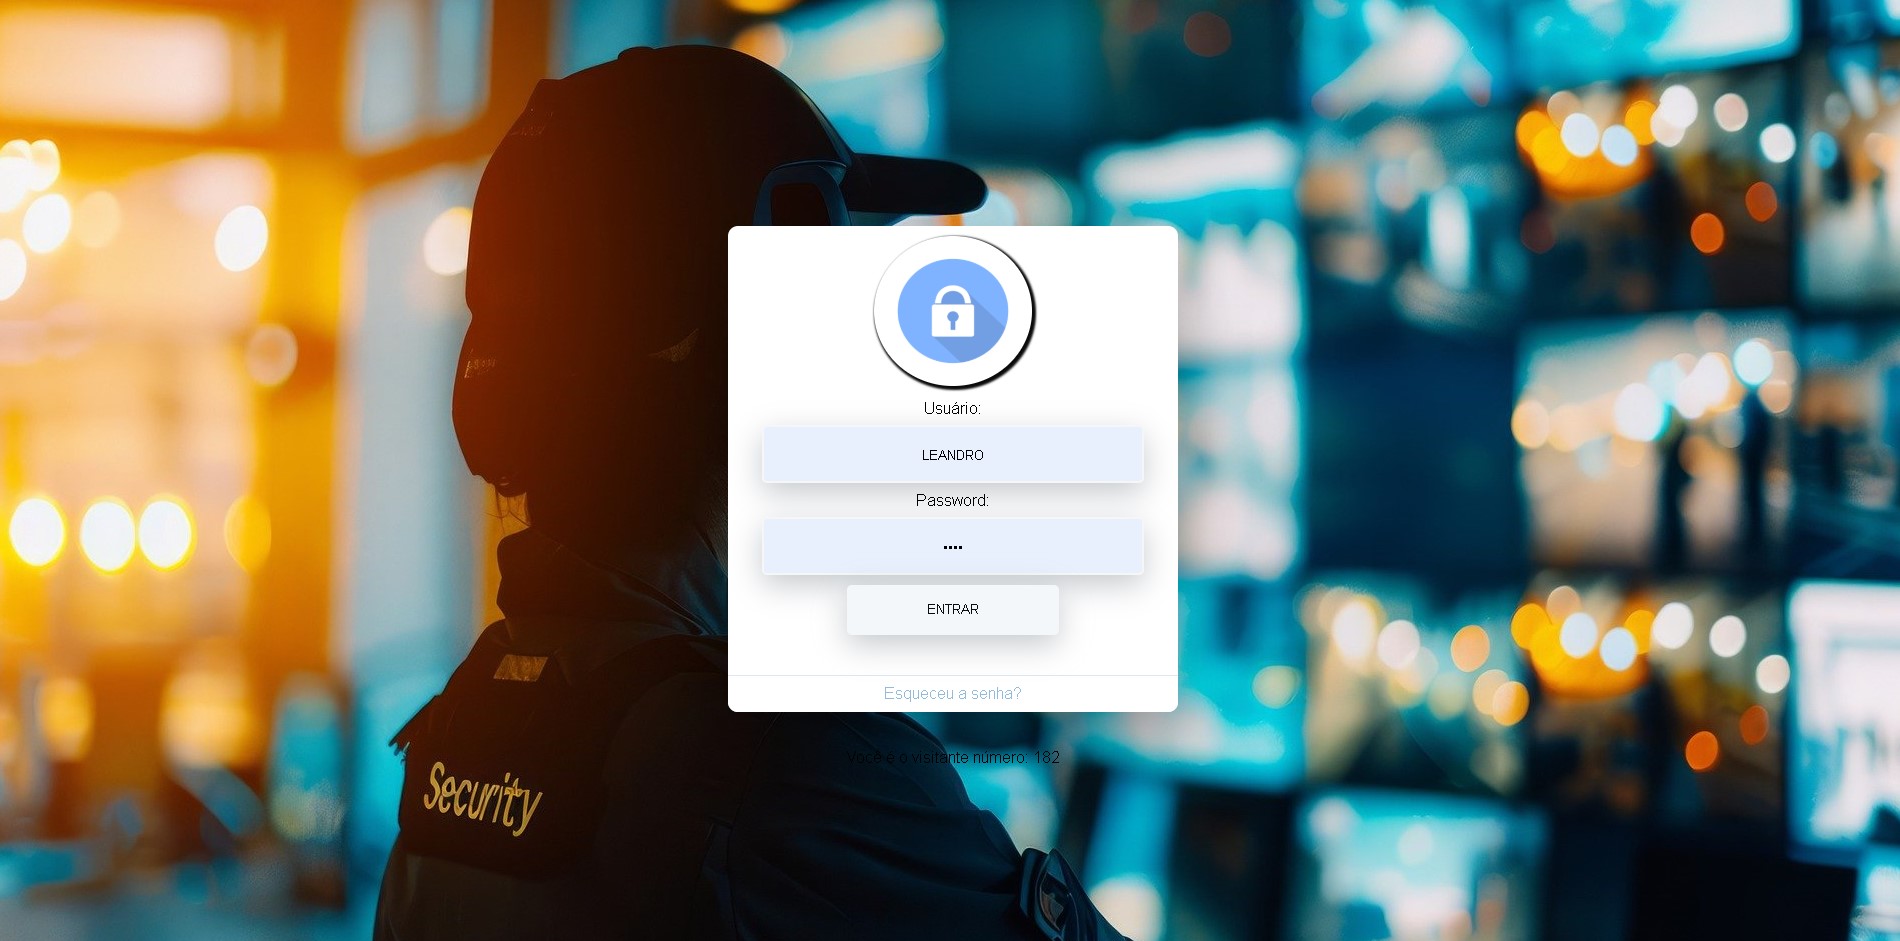 Usuário:
LEANDRO
Password:
••••
ENTRAR
Esqueceu a senha?
Você é o visitante número: 182
Security